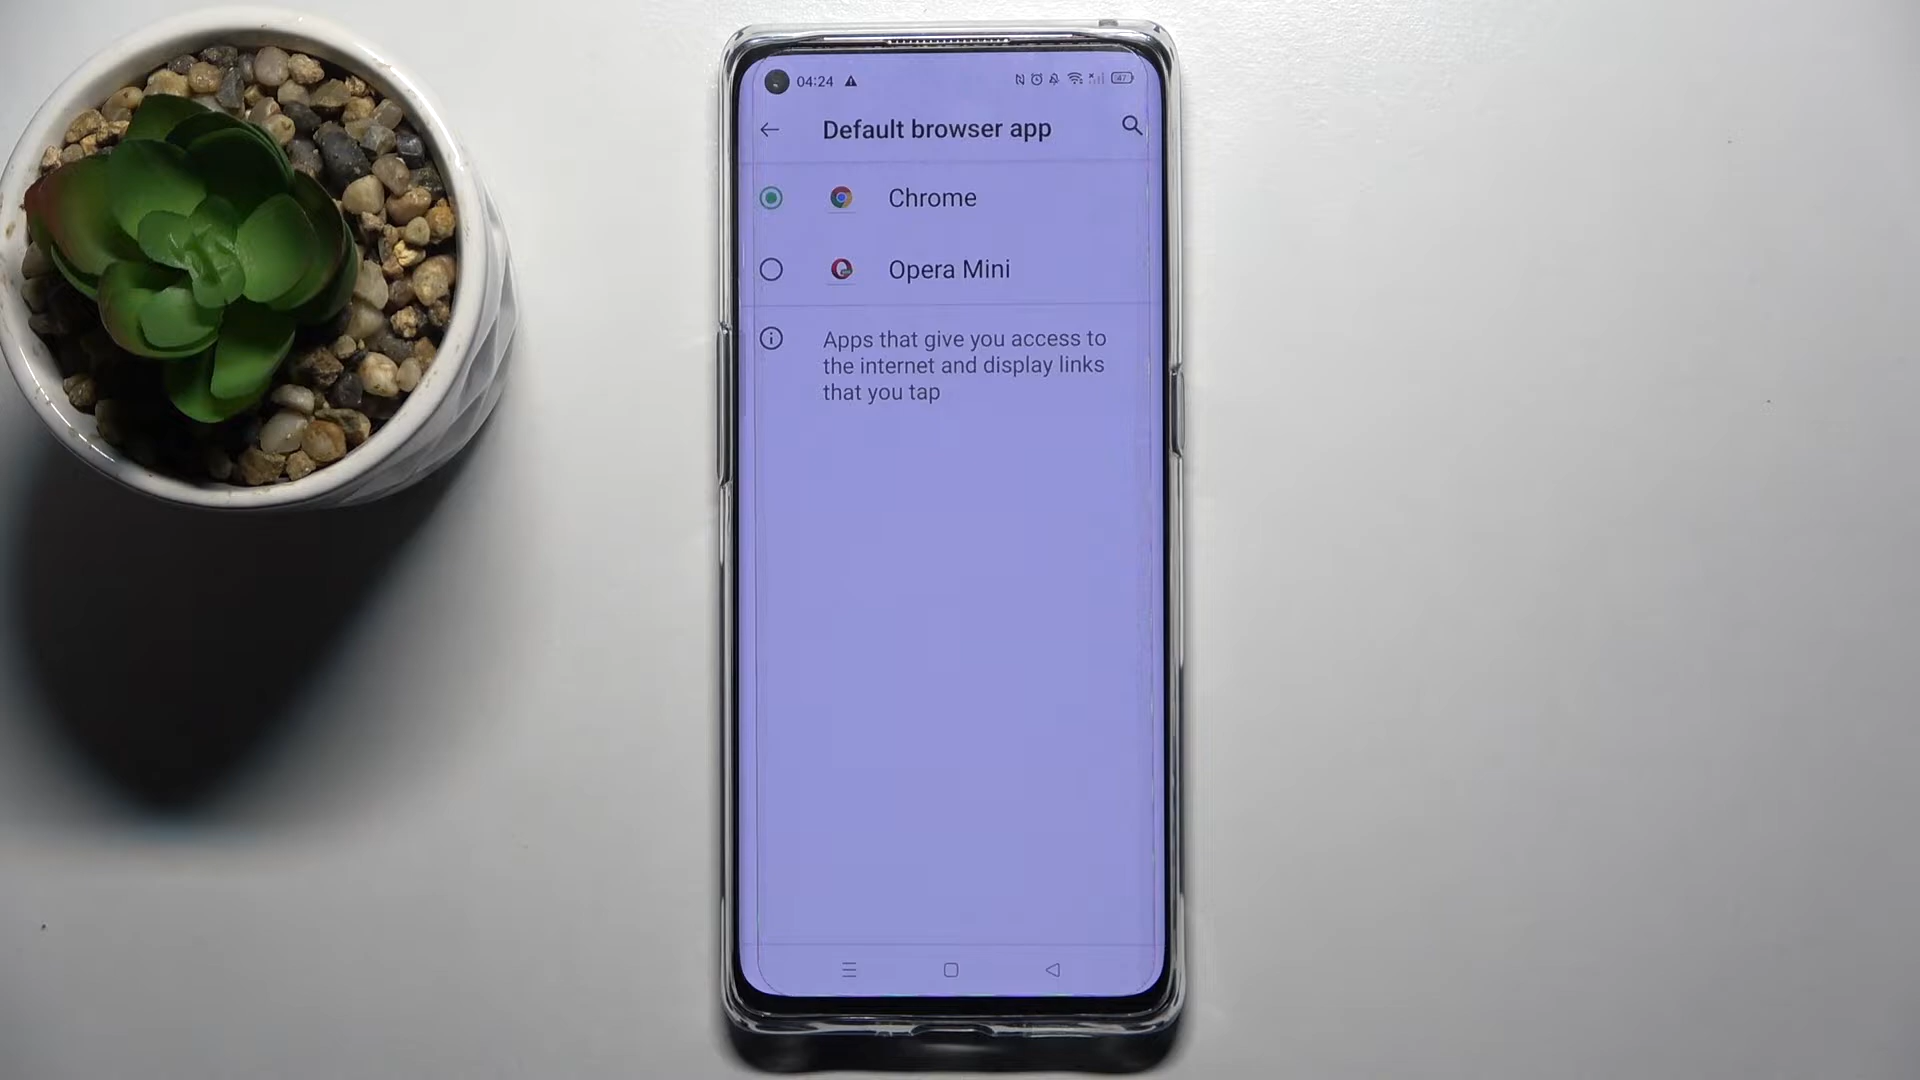 04:24 47
Default browser app
Chrome
Opera Mini
Apps that give you access to
the internet and display links
that you tap